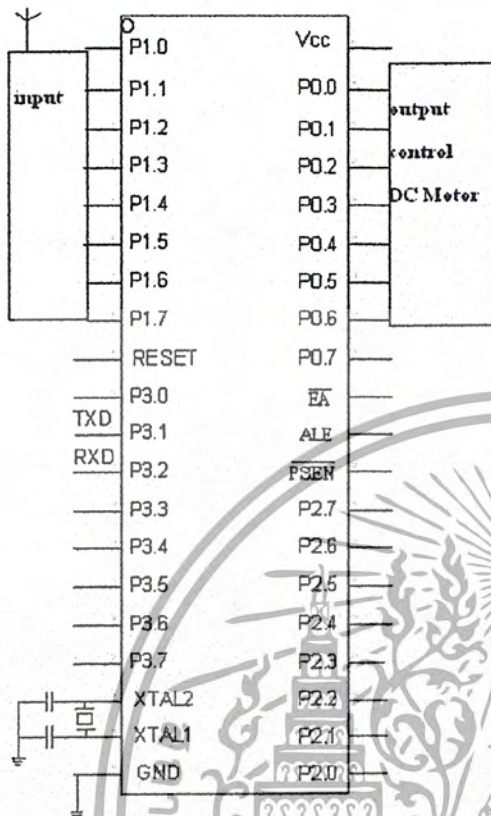 P1.0 Vcc
input P1.1 P0.0 output
P1.2 P0.1 control
P1.3 P0.2 DC Motor
P1.4 P0.3
P1.5 P0.4
P1.6 P0.5
P1.7 P0.6
RESET P0.7
P3.0 EA
TXD P3.1 ALE
RXD P3.2 PSEN
P3.3 P2.7
P3.4 P2.6
P3.5 P2.5
P3.6 P2.4
P3.7 P2.3
XTAL2 P2.2
XTAL1 P2.1
GND P2.0